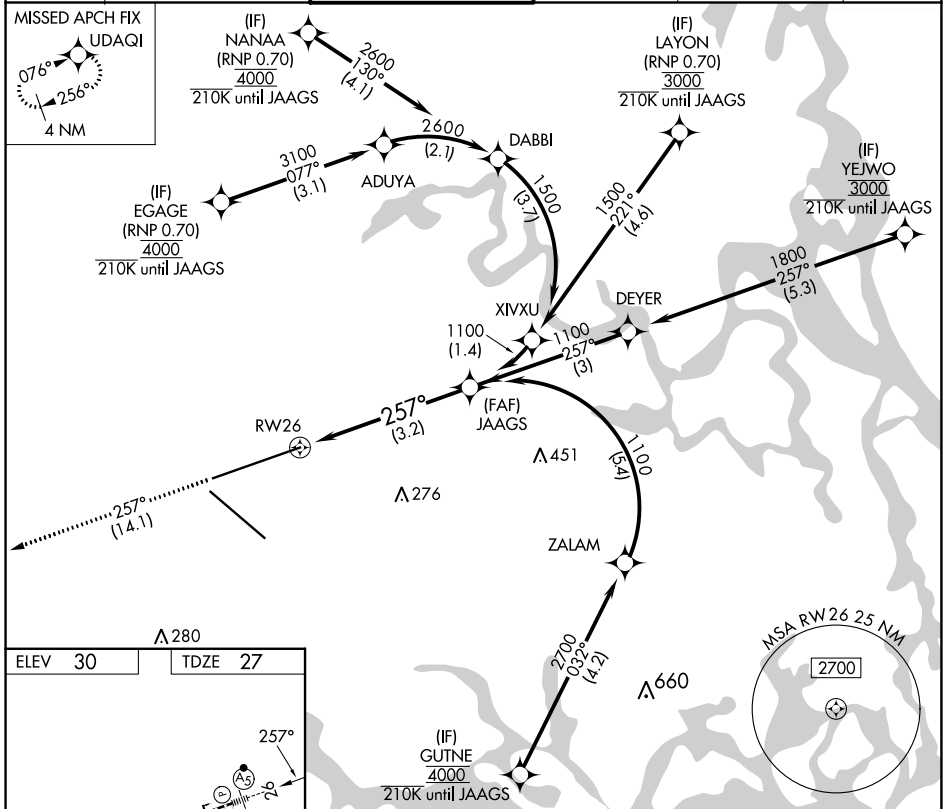 MISSED APCH FIX
UDAQI
076°
256°
4 NM
(IF)
NANAA
(RNP 0.70)
4000
210K until JAAGS
2600
130°
(4.1)
(IF)
LAYON
(RNP 0.70)
3000
210K until JAAGS
2600
(2.1)
DABBI
3100
077°
(3.1)
ADUYA
(IF)
EGAGE
(RNP 0.70)
4000
210K until JAAGS
1500
(3.7)
1500
221°
(4.6)
(IF)
YEJWO
3000
210K until JAAGS
1800
257°
(5.3)
XIVXU
DEYER
1100
(1.4)
1100
257°
(3)
257°
(3.2)
(FAF)
JAAGS
RW26
451
276
1100
(5.4)
257°
(14.1)
ZALAM
280
2700
032°
(4.2)
660
MSA RW26 25 NM
2700
ELEV 30
TDZE 27
257°
A5
P
26
(IF)
GUTNE
4000
210K until JAAGS